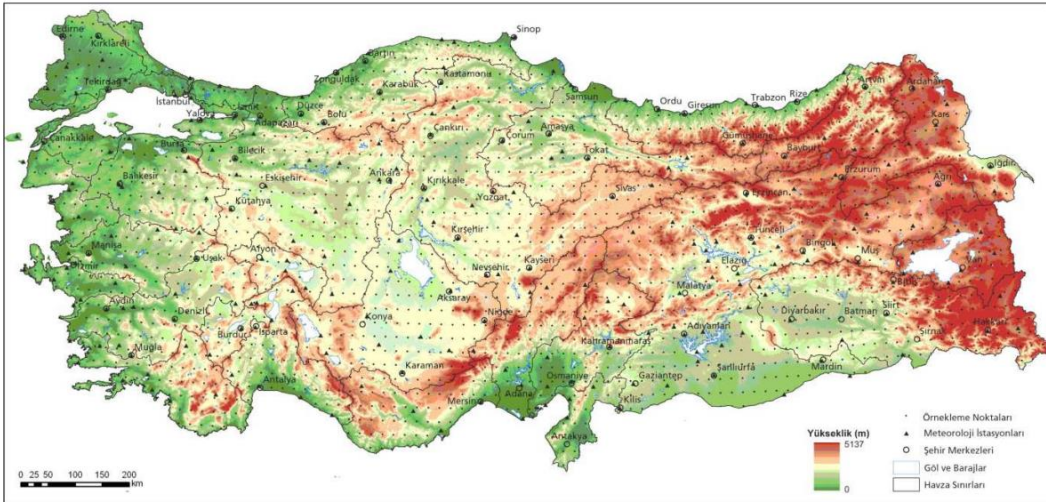 Edirne
Kırklareli
Tekirdağ
İstanbul
Yalova
İzmit
Adapazarı
Düzce
Bolu
Zonguldak
Bartın
Karabük
Kastamonu
Sinop
Samsun
Ordu
Giresun
Trabzon
Rize
Artvin
Ardahan
Kars
Iğdır
Çanakkale
Bursa
Bilecik
Balıkesir
Eskişehir
Kütahya
Ankara
Kırıkkale
Çankırı
Çorum
Amasya
Tokat
Yozgat
Sivas
Gümüşhane
Bayburt
Erzurum
Erzincan
Ağrı
Manisa
İzmir
Uşak
Afyon
Kırşehir
Nevşehir
Kayseri
Aksaray
Niğde
Tunceli
Elazığ
Bingöl
Muş
Bitlis
Van
Malatya
Aydın
Denizli
Burdur
Isparta
Konya
Karaman
Muğla
Antalya
Mersin
Adana
Osmaniye
Kahramanmaraş
Adıyaman
Diyarbakır
Batman
Siirt
Şırnak
Hakkari
Gaziantep
Şanlıurfa
Mardin
Kilis
Antakya
Yükseklik (m)
5137
0
Örnekleme Noktaları
Meteoroloji İstasyonları
Şehir Merkezleri
Göl ve Barajlar
Havza Sınırları
0 25 50 100 150 200
km